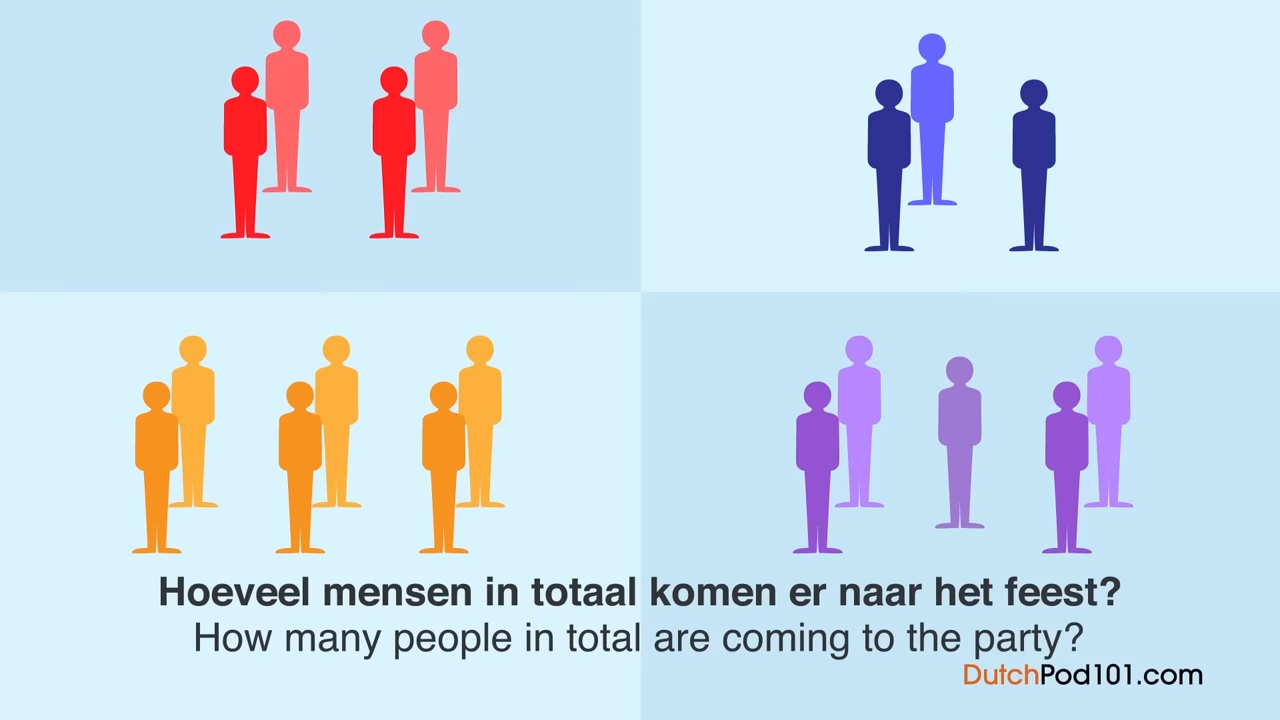 Hoeveel mensen in totaal komen er naar het feest?
How many people in total are coming to the party?
DutchPod101.com